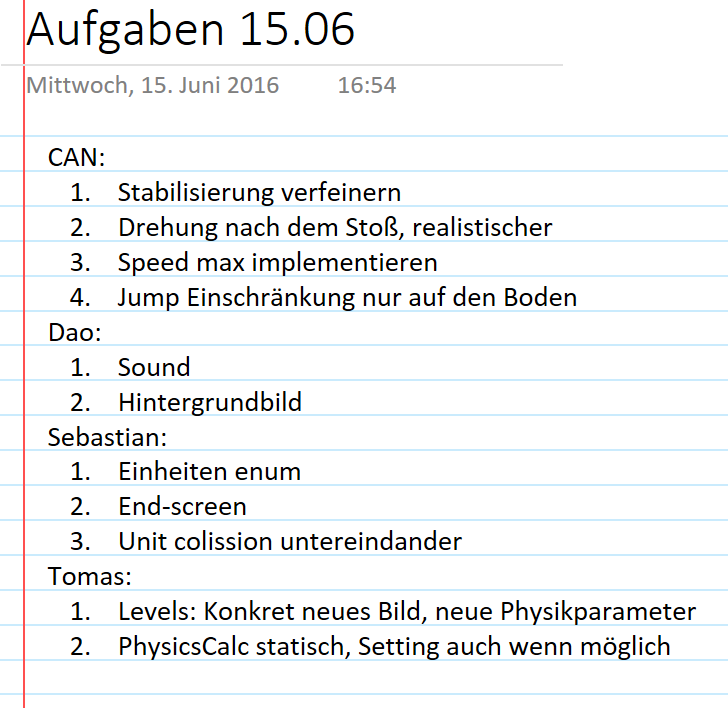 Aufgaben 15.06
Mittwoch, 15. Juni 2016 16:54
CAN:
1. Stabilisierung verfeinern
2. Drehung nach dem Stoß, realistischer
3. Speed max implementieren
4. Jump Einschränkung nur auf den Boden
Dao:
1. Sound
2. Hintergrundbild
Sebastian:
1. Einheiten enum
2. End-screen
3. Unit colission untereindander
Tomas:
1. Levels: Konkret neues Bild, neue Physikparameter
2. PhysicsCalc statisch, Setting auch wenn möglich